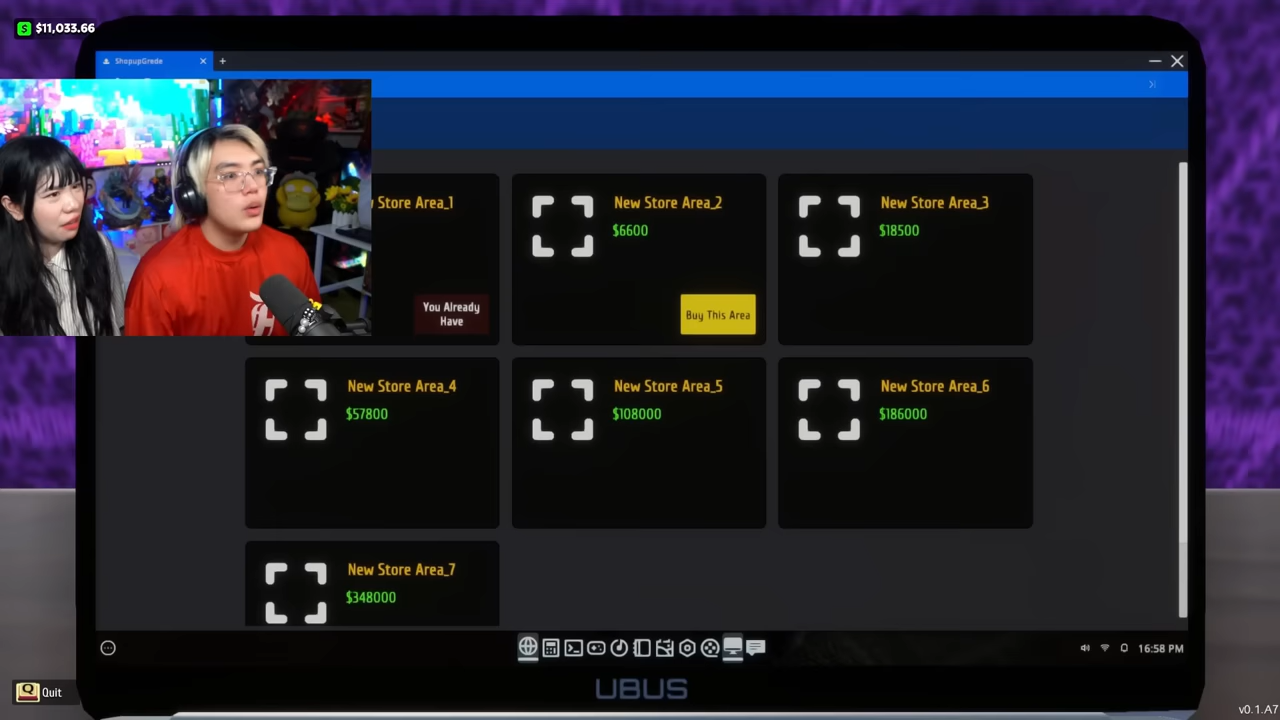 $11,033.66
ShopupGrede
Store Area_1
You Already
Have
New Store Area_2
$6600
Buy This Area
New Store Area_3
$18500
New Store Area_4
$57800
New Store Area_5
$108000
New Store Area_6
$186000
New Store Area_7
$348000
16:58 PM
UBUS
Q Quit
v0.1.A7